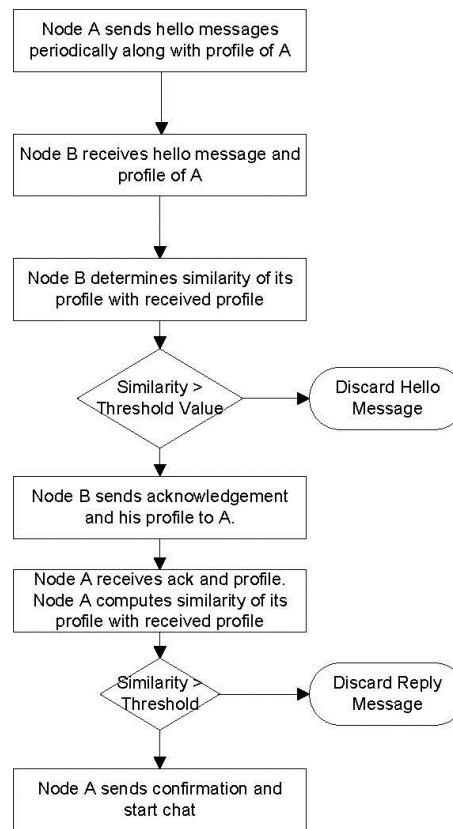 Node A sends hello messages
periodically along with profile of A
Node B receives hello message and
profile of A
Node B determines similarity of its
profile with received profile
Similarity >
Threshold Value
Discard Hello
Message
Node B sends acknowledgement
and his profile to A.
Node A receives ack and profile.
Node A computes similarity of its
profile with received profile
Similarity >
Threshold
Discard Reply
Message
Node A sends confirmation and
start chat